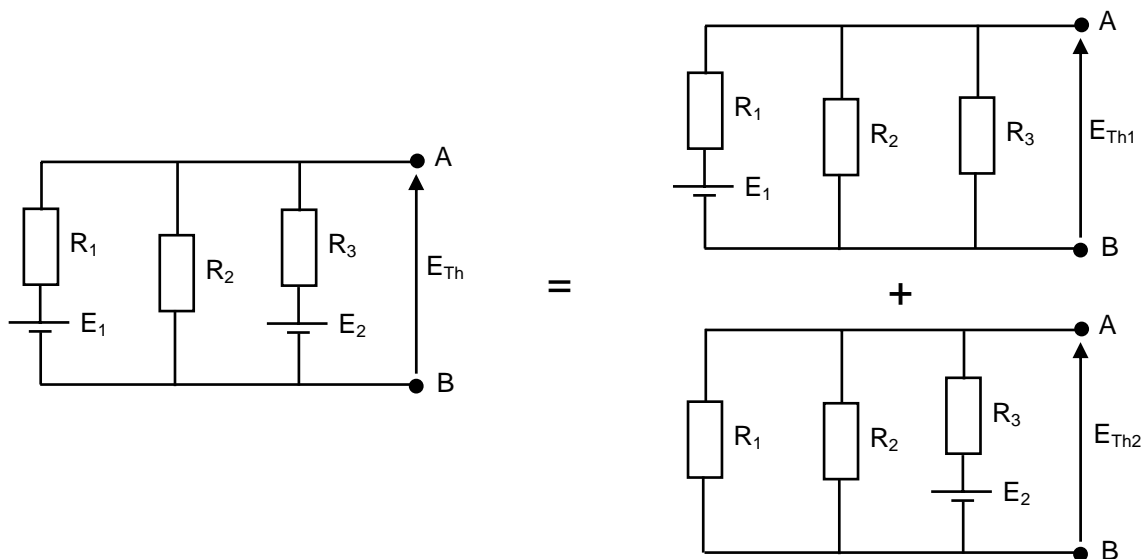 A
R1
R2
R3
E1
E2
ETh
B
=
A
R1
R2
R3
E1
ETh1
B
+
A
R1
R2
R3
E2
ETh2
B